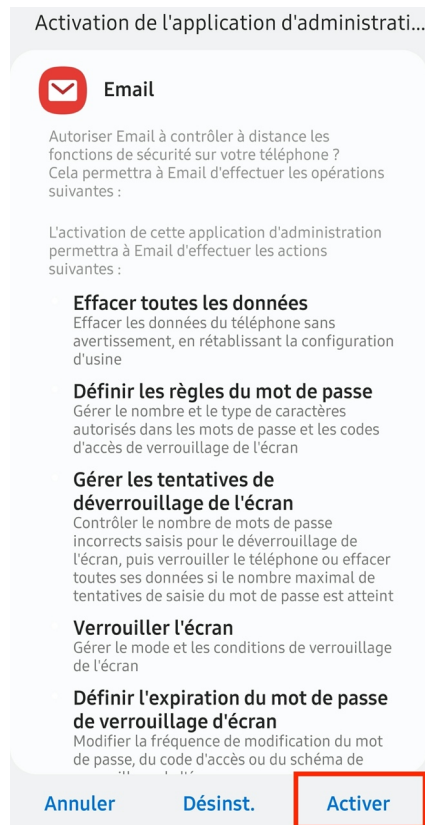 Activation de l'application d'administrati...
Email
Autoriser Email à contrôler à distance les
fonctions de sécurité sur votre téléphone ?
Cela permettra à Email d'effectuer les opérations
suivantes :
L'activation de cette application d'administration
permettra à Email d'effectuer les actions
suivantes :
Effacer toutes les données
Effacer les données du téléphone sans
avertissement, en rétablissant la configuration
d'usine
Définir les règles du mot de passe
Gérer le nombre et le type de caractères
autorisés dans les mots de passe et les codes
d'accès de verrouillage de l'écran
Gérer les tentatives de
déverrouillage de l'écran
Contrôler le nombre de mots de passe
incorrects saisis pour le déverrouillage de
l'écran, puis verrouiller le téléphone ou effacer
toutes ses données si le nombre maximal de
tentatives de saisie du mot de passe est atteint
Verrouiller l'écran
Gérer le mode et les conditions de verrouillage
de l'écran
Définir l'expiration du mot de passe
de verrouillage d'écran
Modifier la fréquence de modification du mot
de passe, du code d'accès ou du schéma de
Annuler
Désinst.
Activer